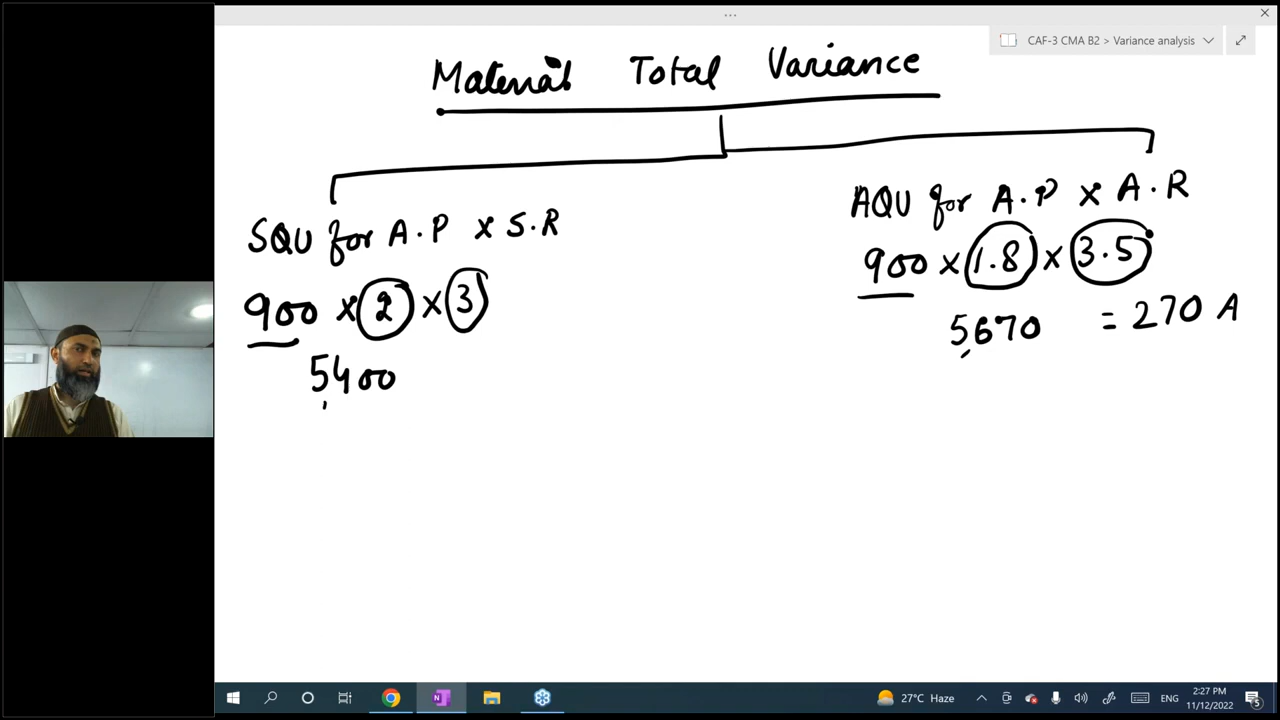 CAF-3 CMA B2 > Variance analysis
Material Total Variance
SQU for A.P x S.R
900 x 2 x 3
5400
AQU for A.P x A.R
900 x 1.8 x 3.5
5670 = 270 A
27°C Haze
ENG
2:27 PM
11/12/2022
5